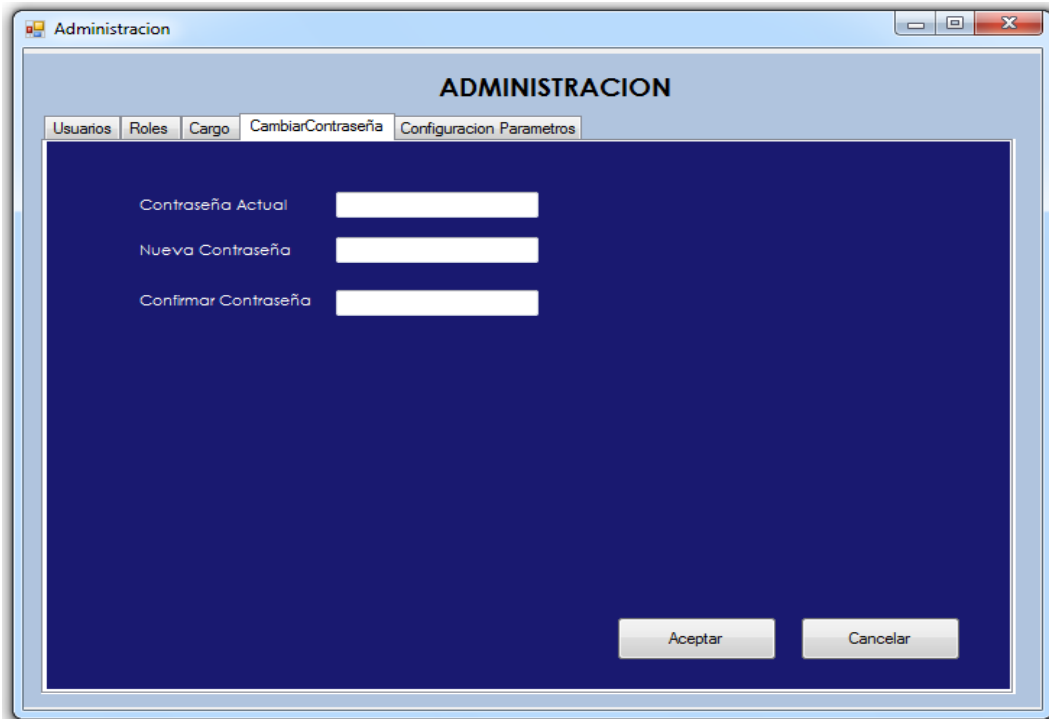 Administracion
ADMINISTRACION
Usuarios Roles Cargo CambiarContraseña Configuracion Parametros
Contraseña Actual
Nueva Contraseña
Confirmar Contraseña
Aceptar Cancelar